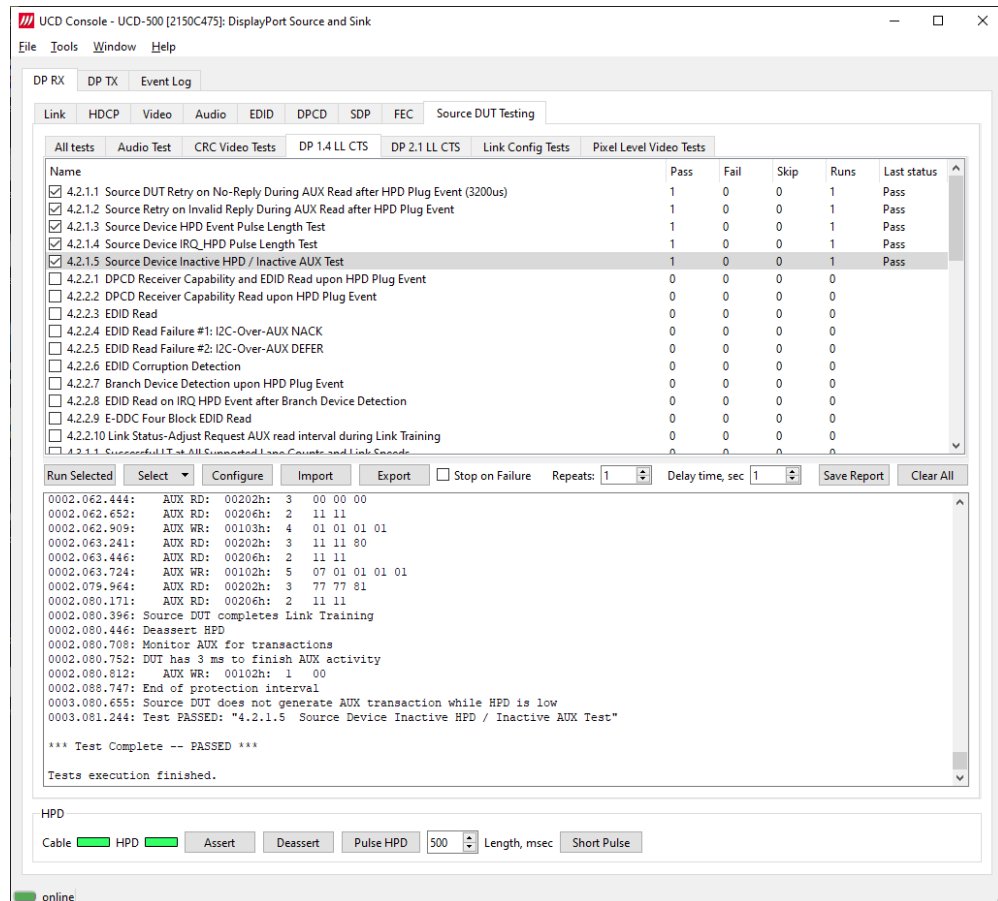 UCD Console - UCD-500 [2150C475]: DisplayPort Source and Sink
File Tools Window Help
DP RX DP TX Event Log
Link HDCP Video Audio EDID DPCD SDP FEC Source DUT Testing
All tests Audio Test CRC Video Tests DP 1.4 LL CTS DP 2.1 LL CTS Link Config Tests Pixel Level Video Tests
Name Pass Fail Skip Runs Last status
4.2.1.1 Source DUT Retry on No-Reply During AUX Read after HPD Plug Event (3200us) 1 0 0 1 Pass
4.2.1.2 Source Retry on Invalid Reply During AUX Read after HPD Plug Event 1 0 0 1 Pass
4.2.1.3 Source Device HPD Event Pulse Length Test 1 0 0 1 Pass
4.2.1.4 Source Device IRQ_HPD Pulse Length Test 1 0 0 1 Pass
4.2.1.5 Source Device Inactive HPD / Inactive AUX Test 1 0 0 1 Pass
4.2.2.1 DPCD Receiver Capability and EDID Read upon HPD Plug Event 0 0 0 0
4.2.2.2 DPCD Receiver Capability Read upon HPD Plug Event 0 0 0 0
4.2.2.3 EDID Read 0 0 0 0
4.2.2.4 EDID Read Failure #1: I2C-Over-AUX NACK 0 0 0 0
4.2.2.5 EDID Read Failure #2: I2C-Over-AUX DEFER 0 0 0 0
4.2.2.6 EDID Corruption Detection 0 0 0 0
4.2.2.7 Branch Device Detection upon HPD Plug Event 0 0 0 0
4.2.2.8 EDID Read on IRQ HPD Event after Branch Device Detection 0 0 0 0
4.2.2.9 E-DDC Four Block EDID Read 0 0 0 0
4.2.2.10 Link Status-Adjust Request AUX read interval during Link Training 0 0 0 0
4.3.1.1 Successful LT at All Supported Lane Counts and Link Speeds 0 0 0 0
Run Selected Select Configure Import Export Stop on Failure Repeats: 1 Delay time, sec 1 Save Report Clear All
0002.062.444: AUX RD: 00202h: 3 00 00 00
0002.062.652: AUX RD: 00206h: 2 11 11
0002.062.909: AUX WR: 00103h: 4 01 01 01 01
0002.063.241: AUX RD: 00202h: 3 11 11 80
0002.063.446: AUX RD: 00206h: 2 11 11
0002.063.724: AUX WR: 00102h: 5 07 01 01 01 01
0002.079.964: AUX RD: 00202h: 3 77 77 81
0002.080.171: AUX RD: 00206h: 2 11 11
0002.080.396: Source DUT completes Link Training
0002.080.446: Deassert HPD
0002.080.708: Monitor AUX for transactions
0002.080.752: DUT has 3 ms to finish AUX activity
0002.080.812: AUX WR: 00102h: 1 00
0002.088.747: End of protection interval
0003.080.655: Source DUT does not generate AUX transaction while HPD is low
0003.081.244: Test PASSED: "4.2.1.5 Source Device Inactive HPD / Inactive AUX Test"
*** Test Complete -- PASSED ***
Tests execution finished.
HPD
Cable HPD Assert Deassert Pulse HPD 500 Length, msec Short Pulse
online